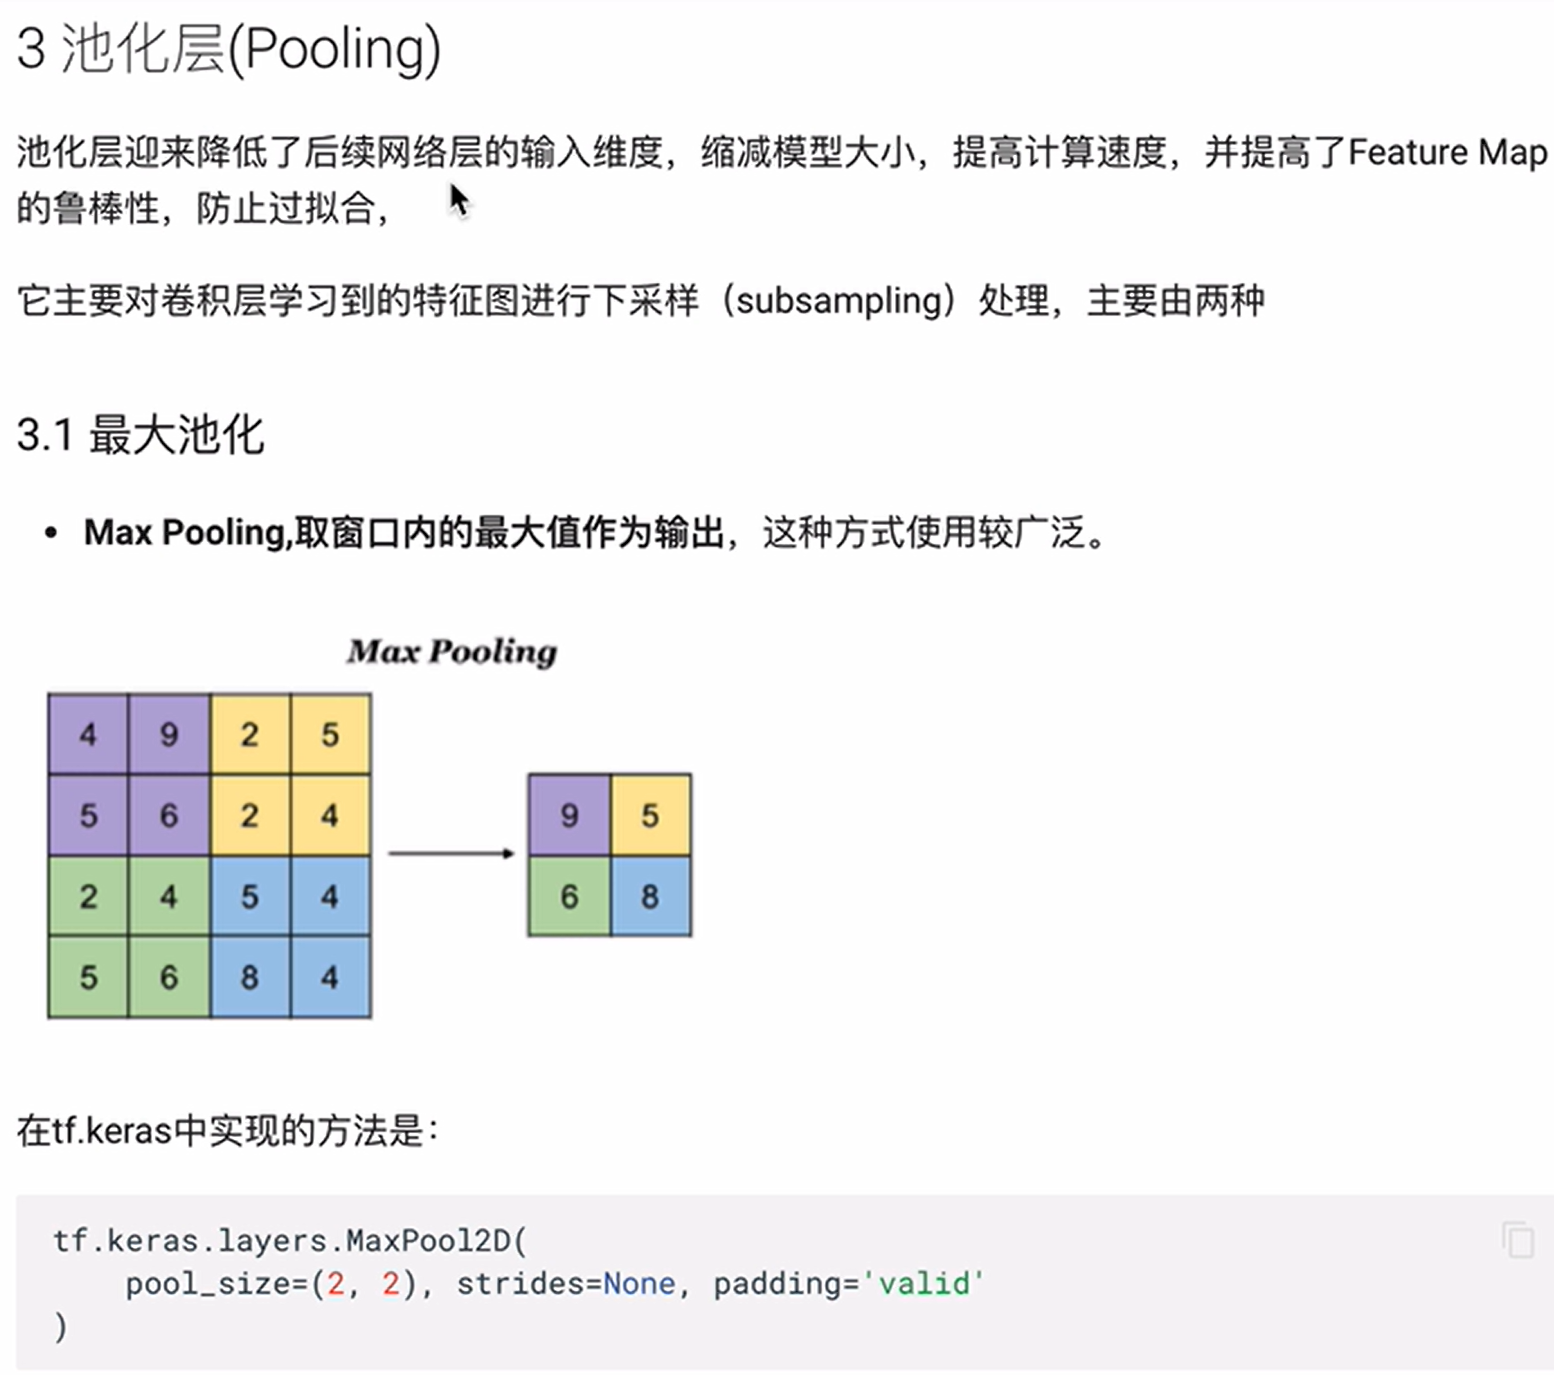 3 池化层(Pooling)
池化层迎来降低了后续网络层的输入维度，缩减模型大小，提高计算速度，并提高了Feature Map
的鲁棒性，防止过拟合，
它主要对卷积层学习到的特征图进行下采样（subsampling）处理，主要由两种
3.1 最大池化
• Max Pooling,取窗口内的最大值作为输出，这种方式使用较广泛。
Max Pooling
4 9 2 5
5 6 2 4
2 4 5 4
5 6 8 4
9 5
6 8
在tf.keras中实现的方法是：
tf.keras.layers.MaxPool2D(
    pool_size=(2, 2), strides=None, padding='valid'
)